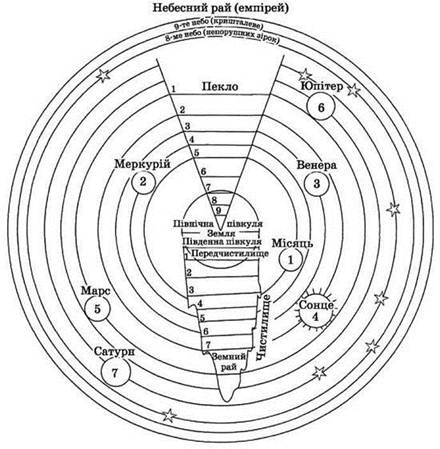 Небесний рай (емпірей)
9-те небо (кришталеве)
8-ме небо (непорушних зірок)
Пекло
1
2
3
4
5
6
7
8
9
Юпітер
6
Меркурій
2
Венера
3
Північна півкуля
Земля
Південна півкуля
Передчистилище
Місяць
1
1
2
3
4
5
6
7
Земний
рай
Чистилище
Марс
5
Сонце
4
Сатурн
7